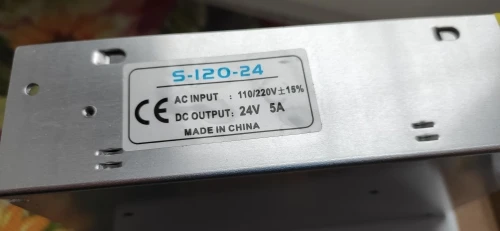 S-120-24
CE
AC INPUT : 110/220V±15%
DC OUTPUT: 24V 5A
MADE IN CHINA